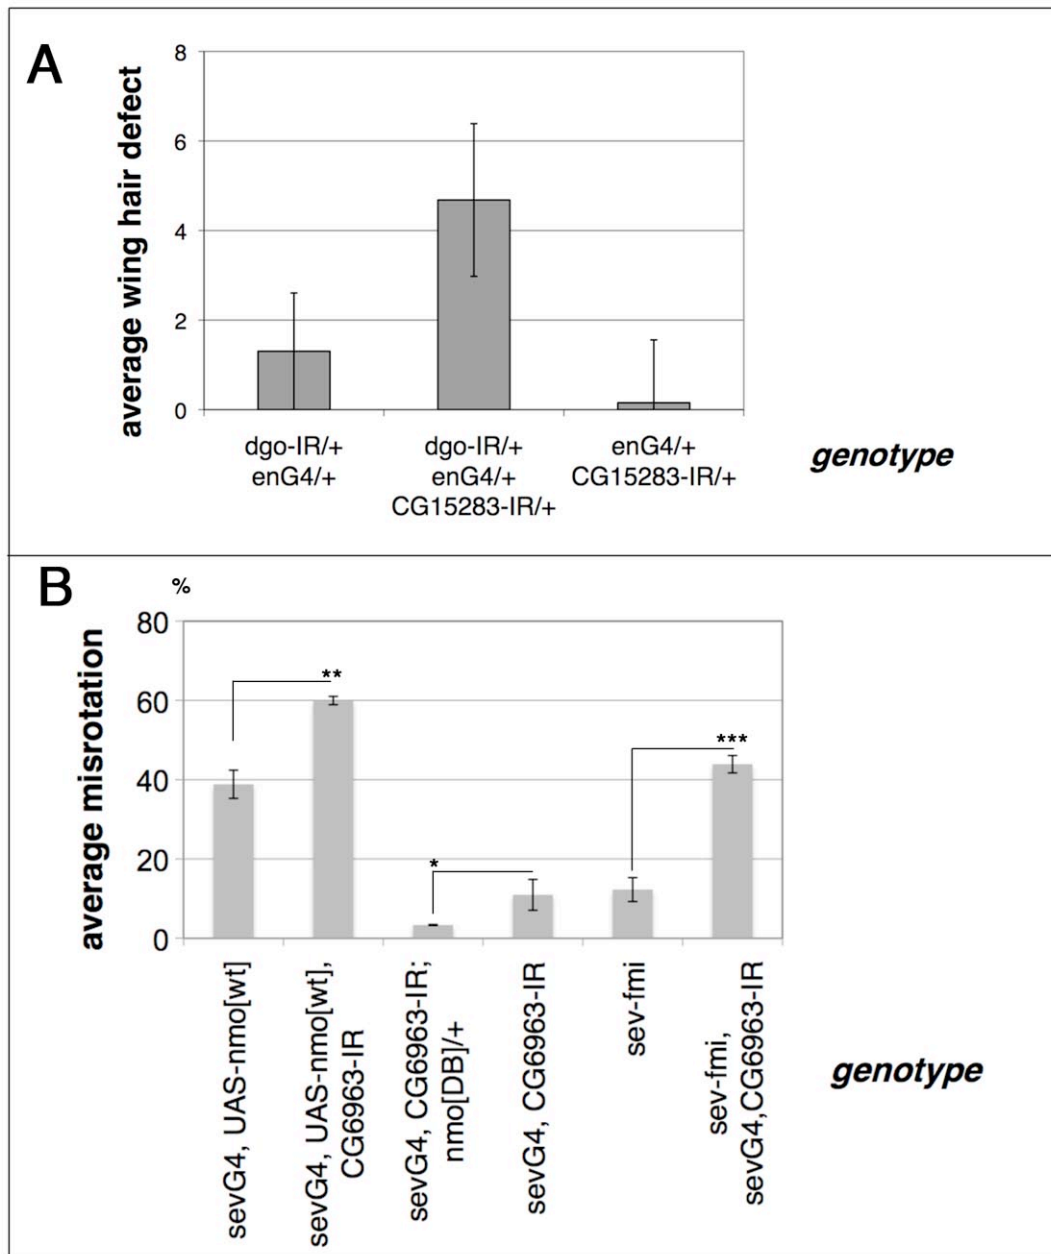 A
average wing hair defect
8
6
4
2
0
dgo-IR/+
enG4/+
dgo-IR/+
enG4/+
CG15283-IR/+
enG4/+
CG15283-IR/+
genotype
B
%
average misrotation
80
60
40
20
0
**
*
***
sevG4, UAS-nmo[wt]
sevG4, UAS-nmo[wt],
CG6963-IR
sevG4, CG6963-IR;
nmo[DB]/+
sevG4, CG6963-IR
sev-fmi
sev-fmi,
sevG4,CG6963-IR
genotype